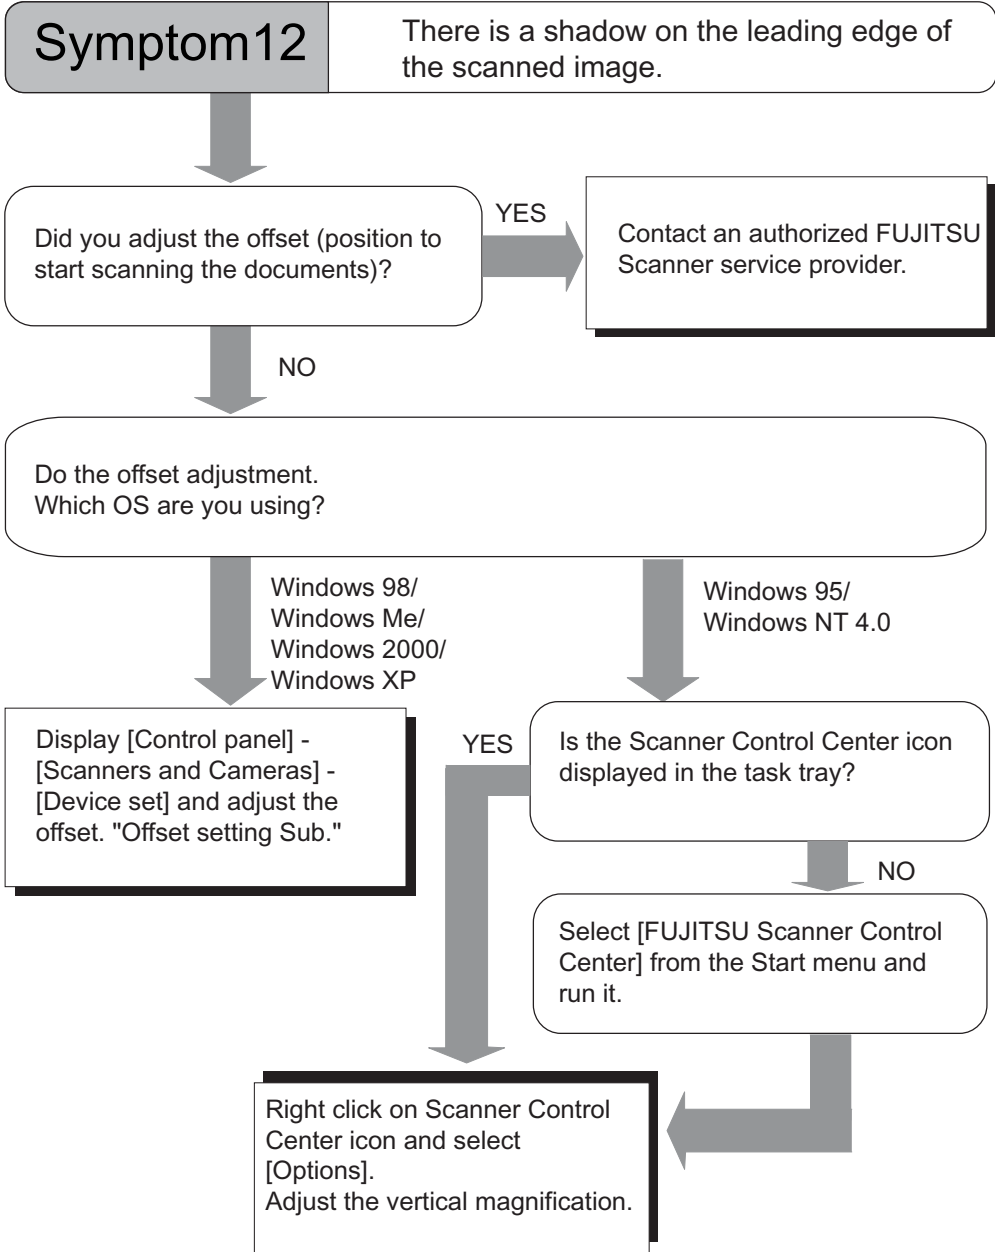 Symptom12
There is a shadow on the leading edge of
the scanned image.
Did you adjust the offset (position to
start scanning the documents)?
YES
Contact an authorized FUJITSU
Scanner service provider.
NO
Do the offset adjustment.
Which OS are you using?
Windows 98/
Windows Me/
Windows 2000/
Windows XP
Windows 95/
Windows NT 4.0
Display [Control panel] -
[Scanners and Cameras] -
[Device set] and adjust the
offset. "Offset setting Sub."
YES
Is the Scanner Control Center icon
displayed in the task tray?
NO
Select [FUJITSU Scanner Control
Center] from the Start menu and
run it.
Right click on Scanner Control
Center icon and select
[Options].
Adjust the vertical magnification.